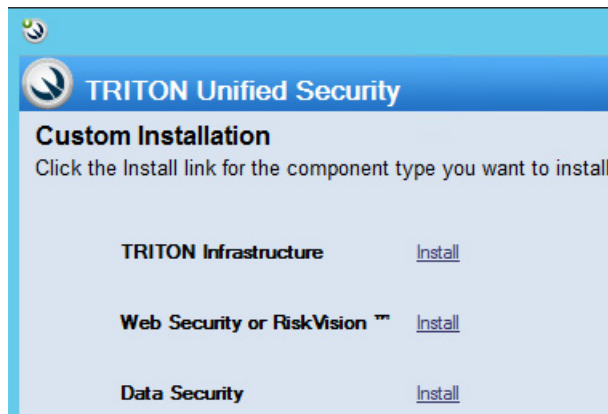 TRITON Unified Security
Custom Installation
Click the Install link for the component type you want to install
TRITON Infrastructure Install
Web Security or RiskVision ™ Install
Data Security Install